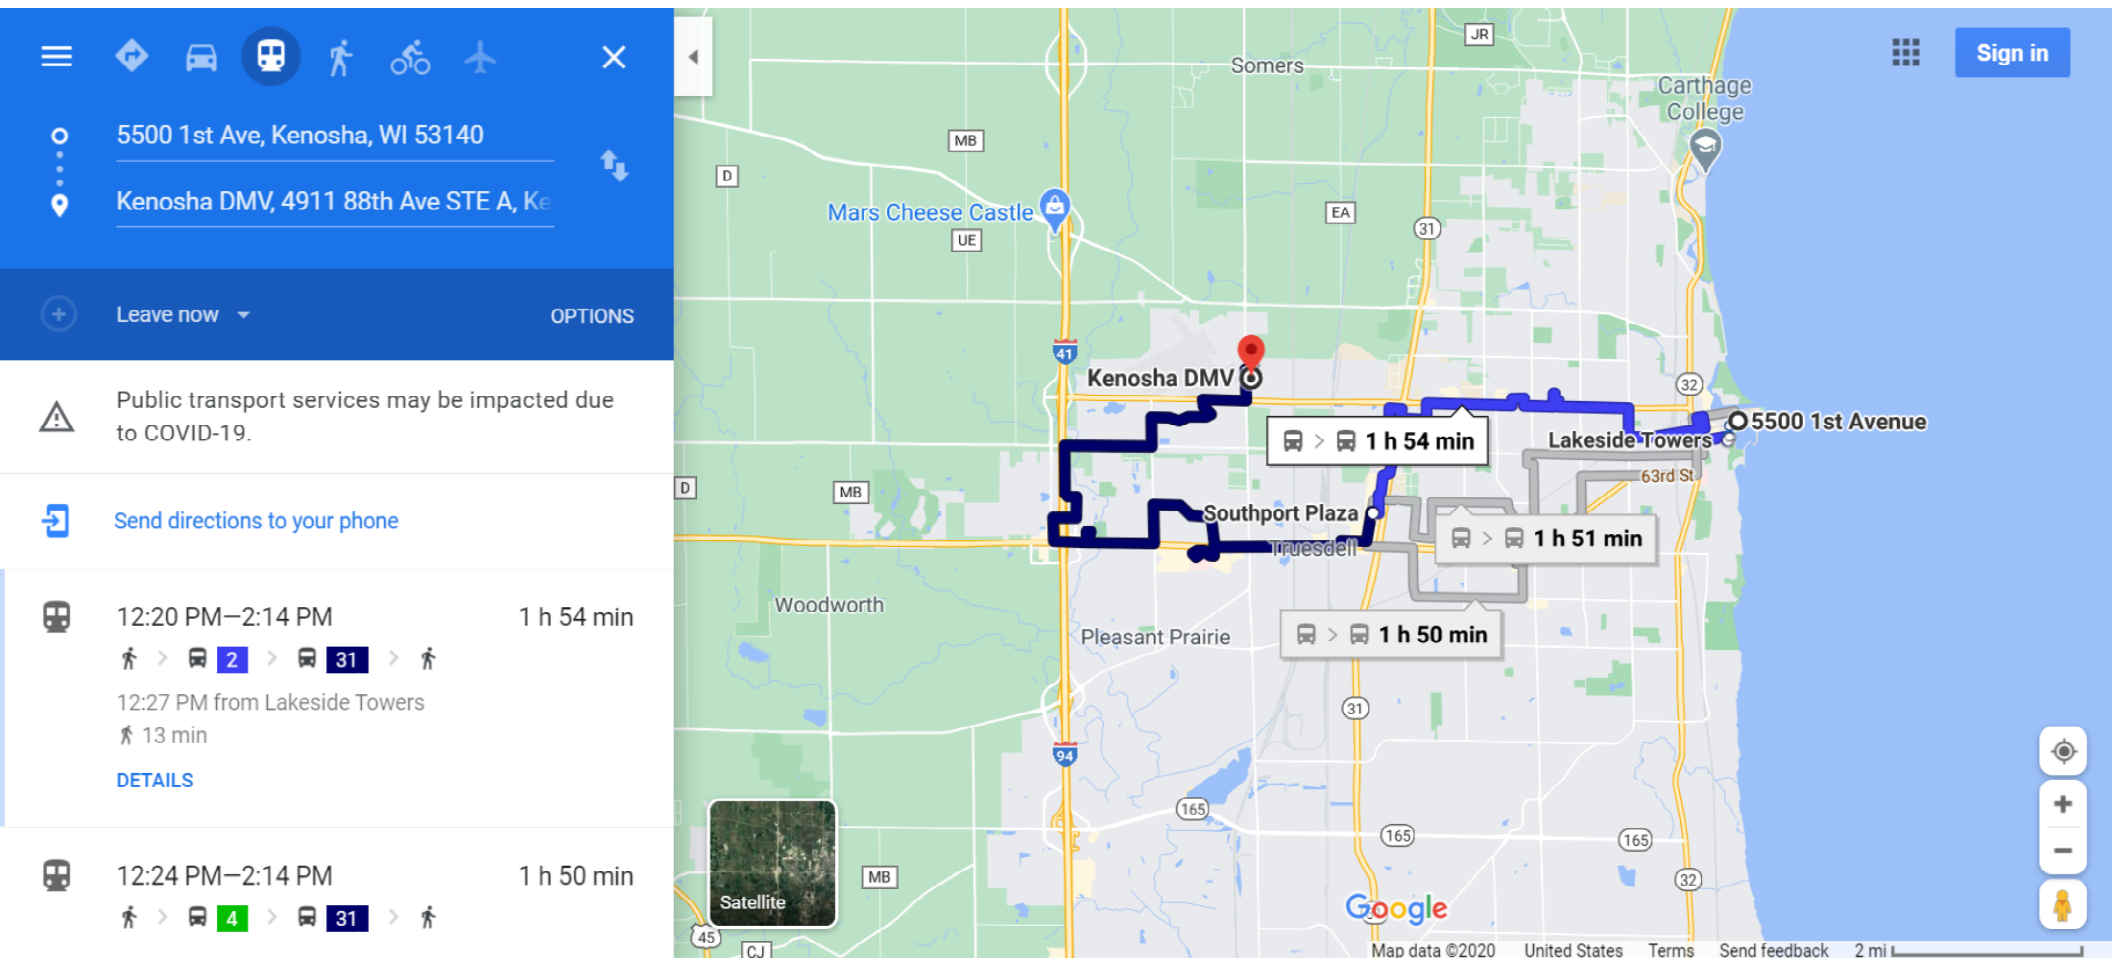 5500 1st Ave, Kenosha, WI 53140
Kenosha DMV, 4911 88th Ave STE A, Ke
Leave now
OPTIONS
Public transport services may be impacted due
to COVID-19.
Send directions to your phone
12:20 PM—2:14 PM
1 h 54 min
2
31
12:27 PM from Lakeside Towers
13 min
DETAILS
12:24 PM—2:14 PM
1 h 50 min
4
31
Sign in
JR
Somers
Carthage
College
MB
D
Mars Cheese Castle
UE
EA
31
41
Kenosha DMV
32
5500 1st Avenue
1 h 54 min
Lakeside Towers
63rd St
D
MB
Southport Plaza
1 h 51 min
Truesdell
Woodworth
Pleasant Prairie
1 h 50 min
31
94
165
165
165
MB
32
Satellite
Google
45
CJ
Map data ©2020
United States
Terms
Send feedback
2 mi